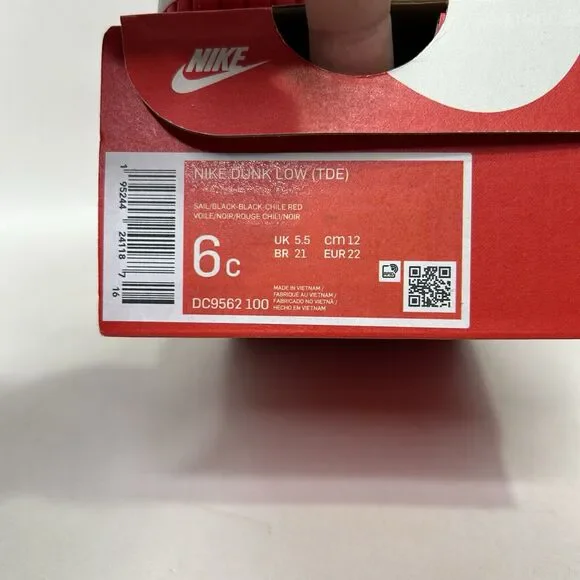 NIKE
NIKE DUNK LOW (TDE)
SAIL/BLACK-BLACK-CHILE RED
VOILE/NOIR/ROUGE CHILI/NOIR
6C
UK 5.5 cm 12
BR 21 EUR 22
DC9562 100
MADE IN VIETNAM /
FABRIQUÉ AU VIETNAM /
FABRICADO NO VIETNÃ /
HECHO EN VIETNAM
1 95244 24118 7 16